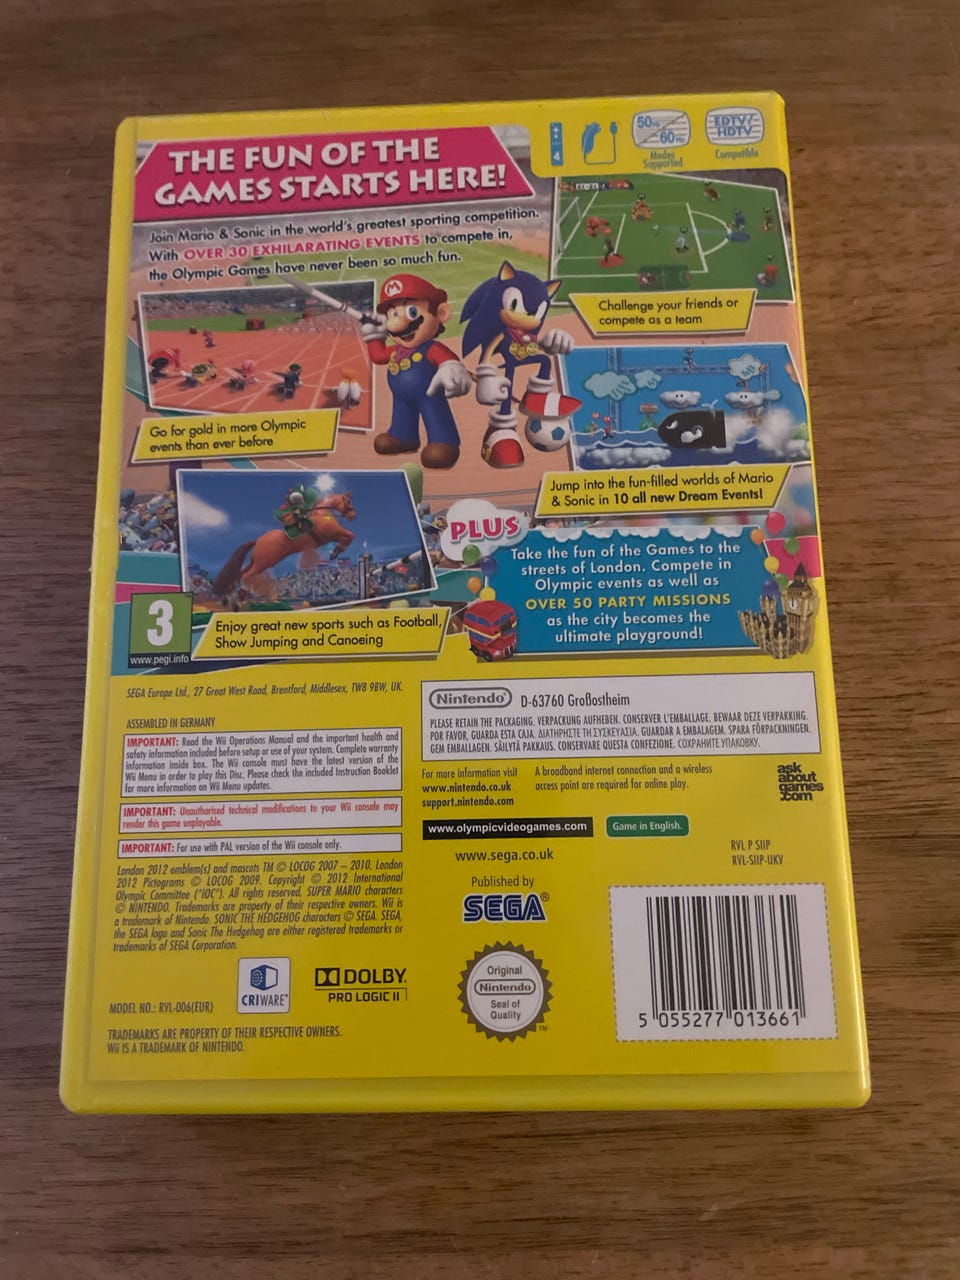 THE FUN OF THE
GAMES STARTS HERE!
Join Mario & Sonic in the world's greatest sporting competition.
With OVER 30 EXHILARATING EVENTS to compete in,
the Olympic Games have never been so much fun.
4
50Hz
60Hz
Modes
Supported
EDTV/
HDTV
Compatible
Challenge your friends or
compete as a team
Go for gold in more Olympic
events than ever before
Jump into the fun-filled worlds of Mario
& Sonic in 10 all new Dream Events!
PLUS
Take the fun of the Games to the
streets of London. Compete in
Olympic events as well as
OVER 50 PARTY MISSIONS
as the city becomes the
ultimate playground!
3
www.pegi.info
Enjoy great new sports such as Football,
Show Jumping and Canoeing
SEGA Europe Ltd., 27 Great West Road, Brentford, Middlesex, TW8 9BW, UK.
ASSEMBLED IN GERMANY
IMPORTANT: Read the Wii Operations Manual and the important health and
safety information included before setup or use of your system. Complete warranty
information inside box. The Wii console must have the latest version of the
Wii Menu in order to play this Disc. Please check the included Instruction Booklet
for more information on Wii Menu updates.
IMPORTANT: Unauthorised technical modifications to your Wii console may
render this game unplayable.
IMPORTANT: For use with PAL version of the Wii console only.
London 2012 emblem(s) and mascots TM © LOCOG 2007 – 2010. London
2012 Pictograms © LOCOG 2009. Copyright © 2012 International
Olympic Committee ("IOC"). All rights reserved. SUPER MARIO characters
© NINTENDO. Trademarks are property of their respective owners. Wii is
a trademark of Nintendo. SONIC THE HEDGEHOG characters © SEGA. SEGA,
the SEGA logo and Sonic The Hedgehog are either registered trademarks or
trademarks of SEGA Corporation.
Nintendo D-63760 Großostheim
PLEASE RETAIN THE PACKAGING. VERPACKUNG AUFHEBEN. CONSERVER L'EMBALLAGE. BEWAAR DEZE VERPAKKING.
POR FAVOR, GUARDA ESTA CAJA. ΔΙΑΤΗΡΗΣΤΕ ΤΗ ΣΥΣΚΕΥΑΣΙΑ. GUARDAR A EMBALAGEM. SPARA FÖRPACKNINGEN.
GEM EMBALLAGEN. SÄILYTÄ PAKKAUS. CONSERVARE QUESTA CONFEZIONE. СОХРАНИТЕ УПАКОВКУ.
For more information visit
www.nintendo.co.uk
support.nintendo.com
A broadband internet connection and a wireless
access point are required for online play.
ask
about
games
.com
www.olympicvideogames.com
Game in English.
www.sega.co.uk
RVL P SIIP
RVL-SIIP-UKV
Published by
SEGA®
CRIWARE™
DOLBY.
PRO LOGIC II
Original
Nintendo
Seal of
Quality
TM
5 055277 013661
MODEL NO.: RVL-006(EUR)
TRADEMARKS ARE PROPERTY OF THEIR RESPECTIVE OWNERS.
Wii IS A TRADEMARK OF NINTENDO.